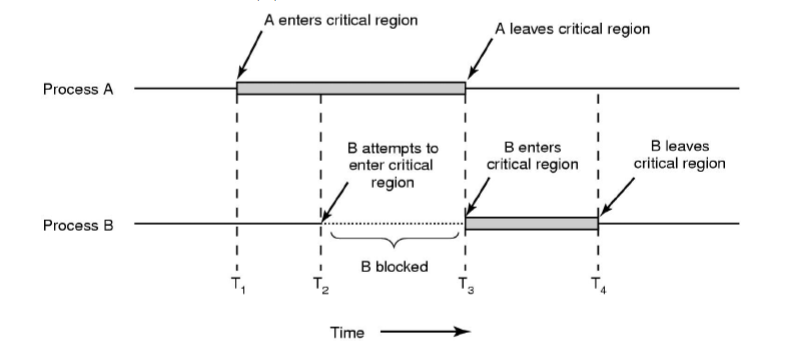 A enters critical region
A leaves critical region
Process A
B attempts to
enter critical
region
B enters
critical region
B leaves
critical region
Process B
B blocked
T1
T2
T3
T4
Time